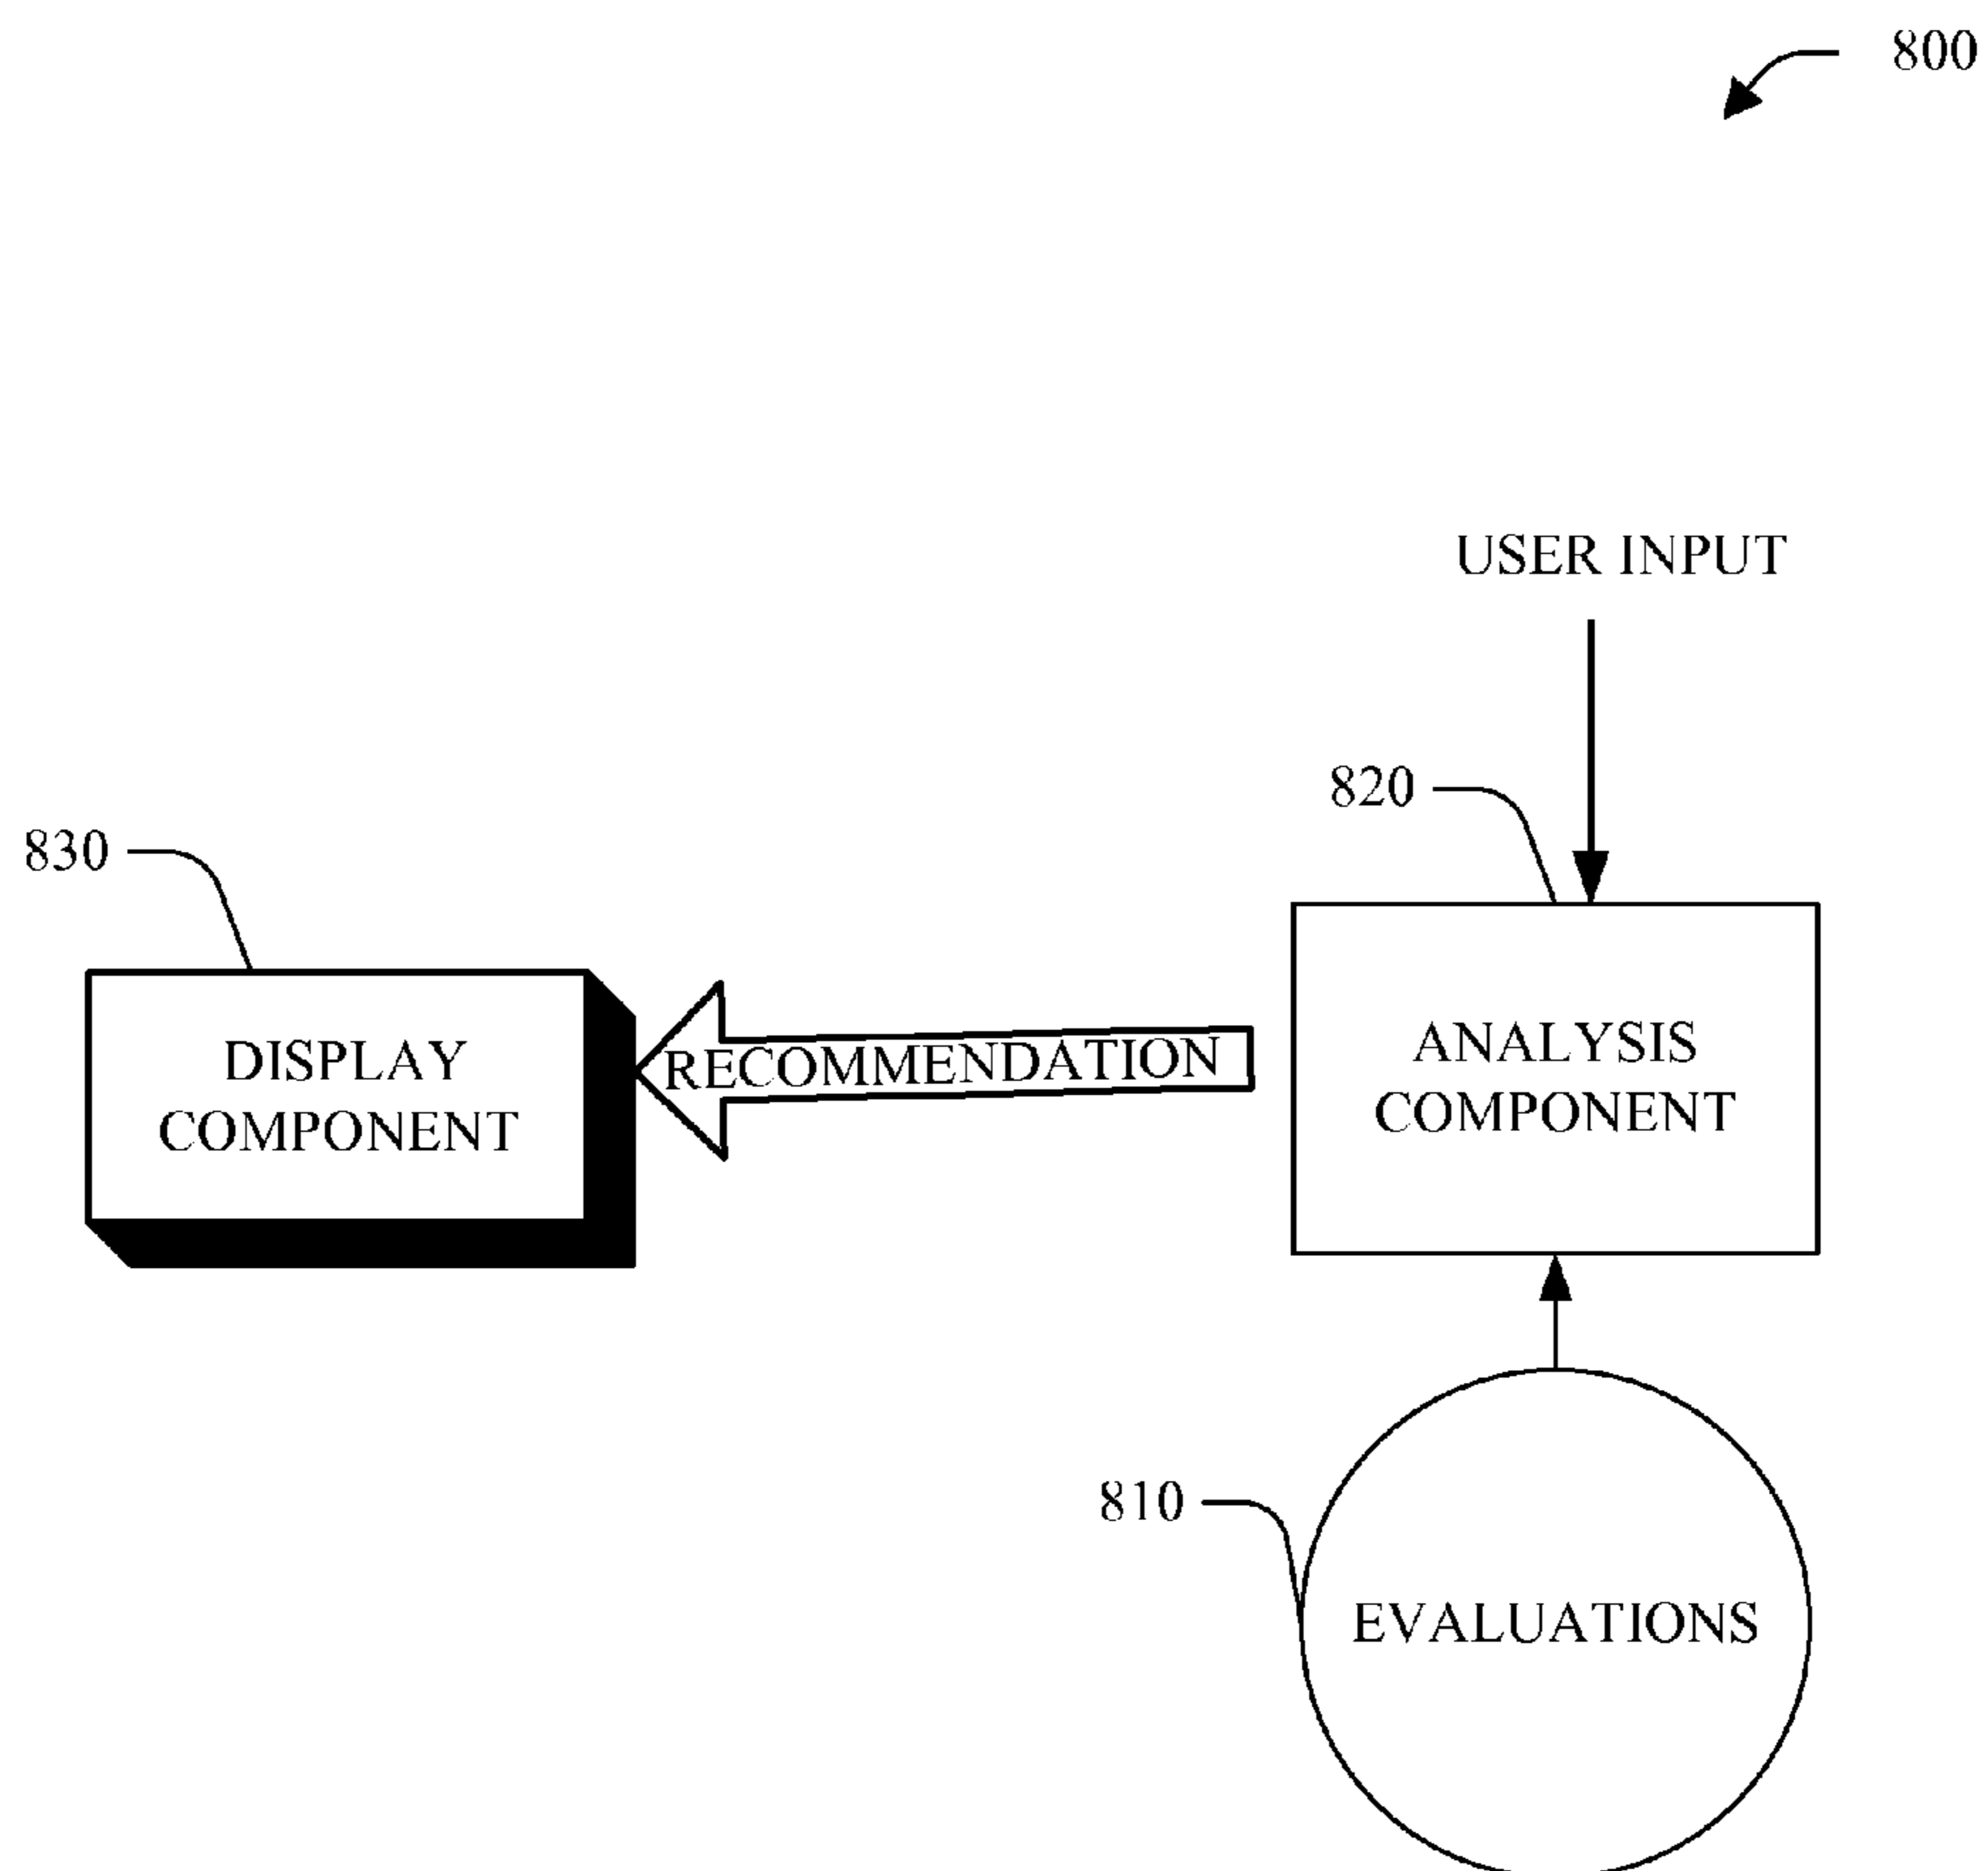 800
USER INPUT
820
830
DISPLAY
COMPONENT
RECOMMENDATION
ANALYSIS
COMPONENT
810
EVALUATIONS